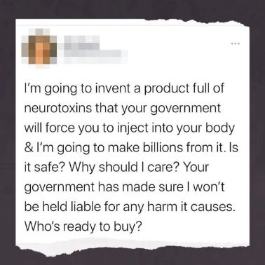 I'm going to invent a product full of
neurotoxins that your government
will force you to inject into your body
& I'm going to make billions from it. Is
it safe? Why should I care? Your
government has made sure I won't
be held liable for any harm it causes.
Who's ready to buy?